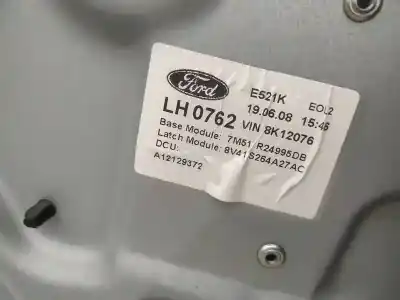 Ford
E521K
EOL2
19.06.08 15:45
LH 0762 VIN 8K12076
Base Module: 7M51 R24995DB
Latch Module: 8V41S264A27AC
DCU:
A12129372